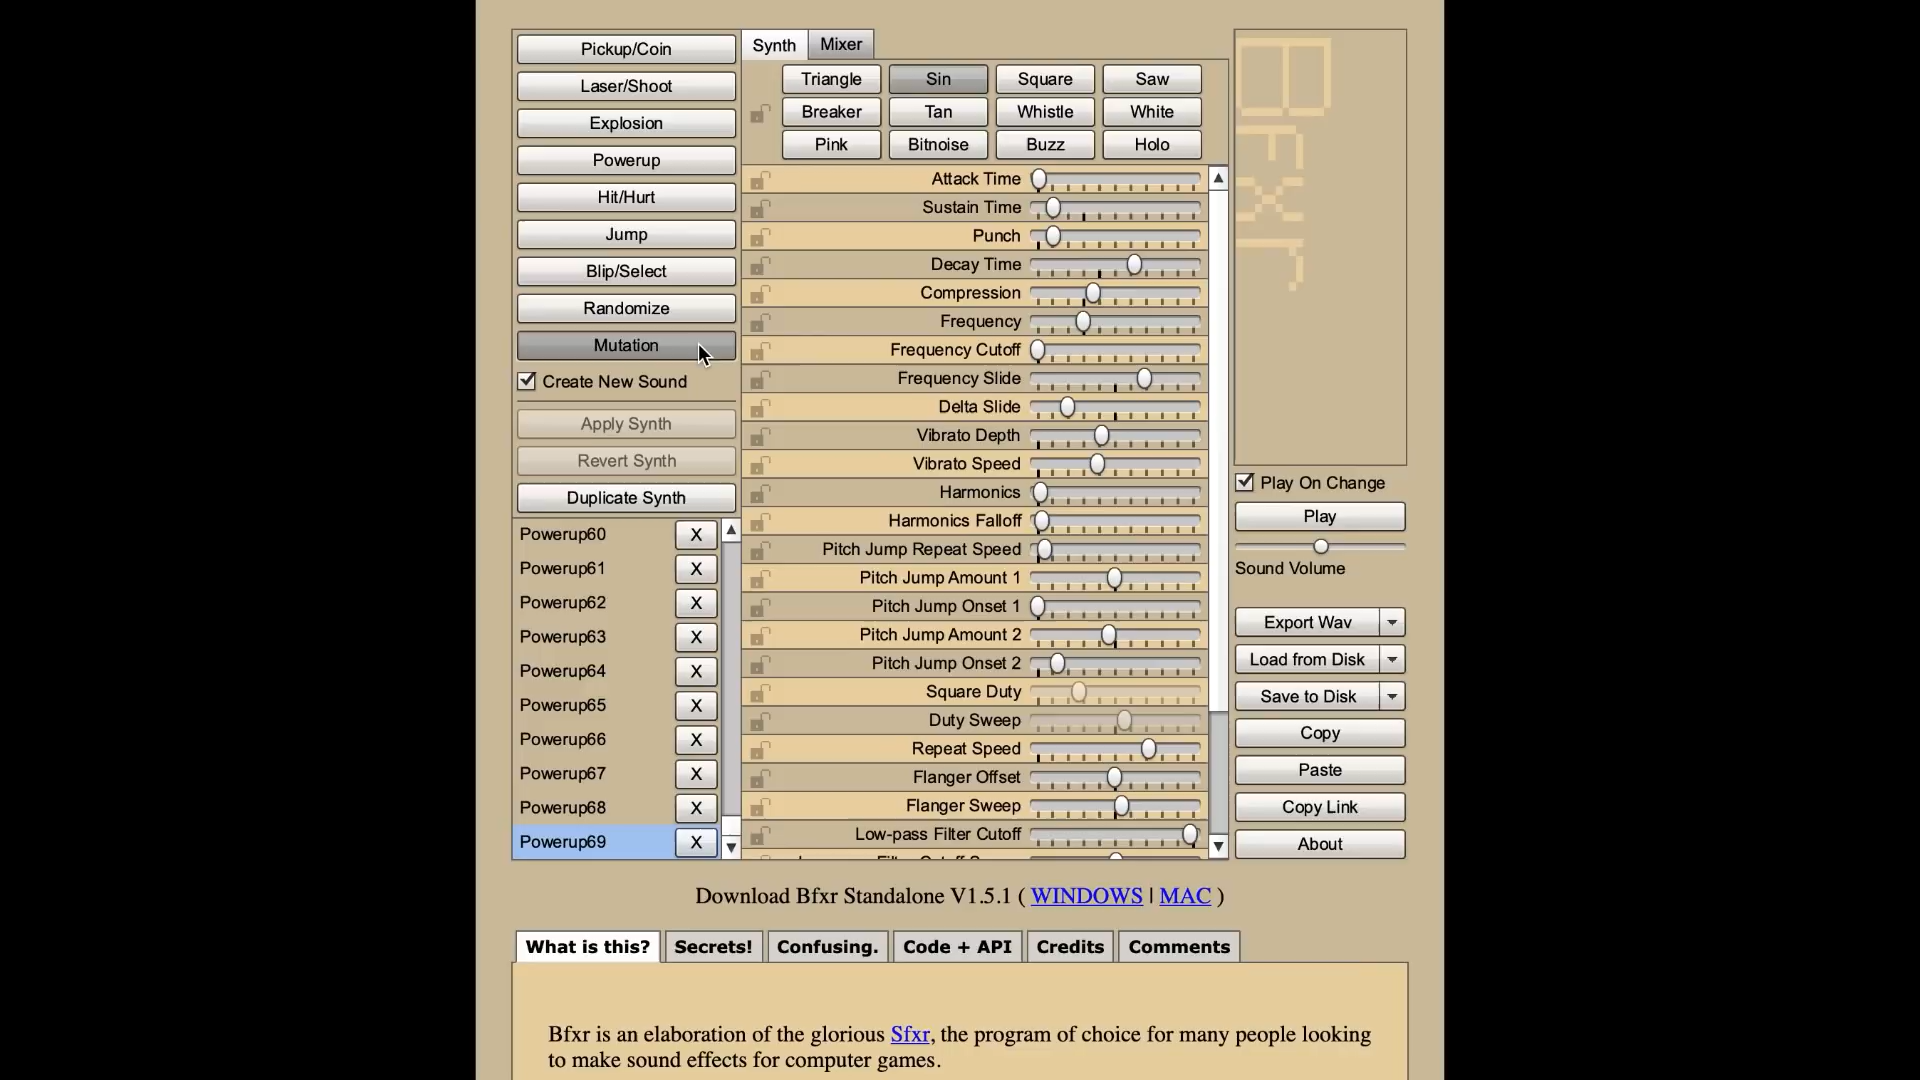 Pickup/Coin
Laser/Shoot
Explosion
Powerup
Hit/Hurt
Jump
Blip/Select
Randomize
Mutation
Create New Sound
Apply Synth
Revert Synth
Duplicate Synth
Powerup60 X
Powerup61 X
Powerup62 X
Powerup63 X
Powerup64 X
Powerup65 X
Powerup66 X
Powerup67 X
Powerup68 X
Powerup69 X
Synth Mixer
Triangle Sin Square Saw
Breaker Tan Whistle White
Pink Bitnoise Buzz Holo
Attack Time
Sustain Time
Punch
Decay Time
Compression
Frequency
Frequency Cutoff
Frequency Slide
Delta Slide
Vibrato Depth
Vibrato Speed
Harmonics
Harmonics Falloff
Pitch Jump Repeat Speed
Pitch Jump Amount 1
Pitch Jump Onset 1
Pitch Jump Amount 2
Pitch Jump Onset 2
Square Duty
Duty Sweep
Repeat Speed
Flanger Offset
Flanger Sweep
Low-pass Filter Cutoff
Bfxr
Play On Change
Play
Sound Volume
Export Wav
Load from Disk
Save to Disk
Copy
Paste
Copy Link
About
Download Bfxr Standalone V1.5.1 ( WINDOWS | MAC )
What is this? Secrets! Confusing. Code + API Credits Comments
Bfxr is an elaboration of the glorious Sfxr, the program of choice for many people looking
to make sound effects for computer games.